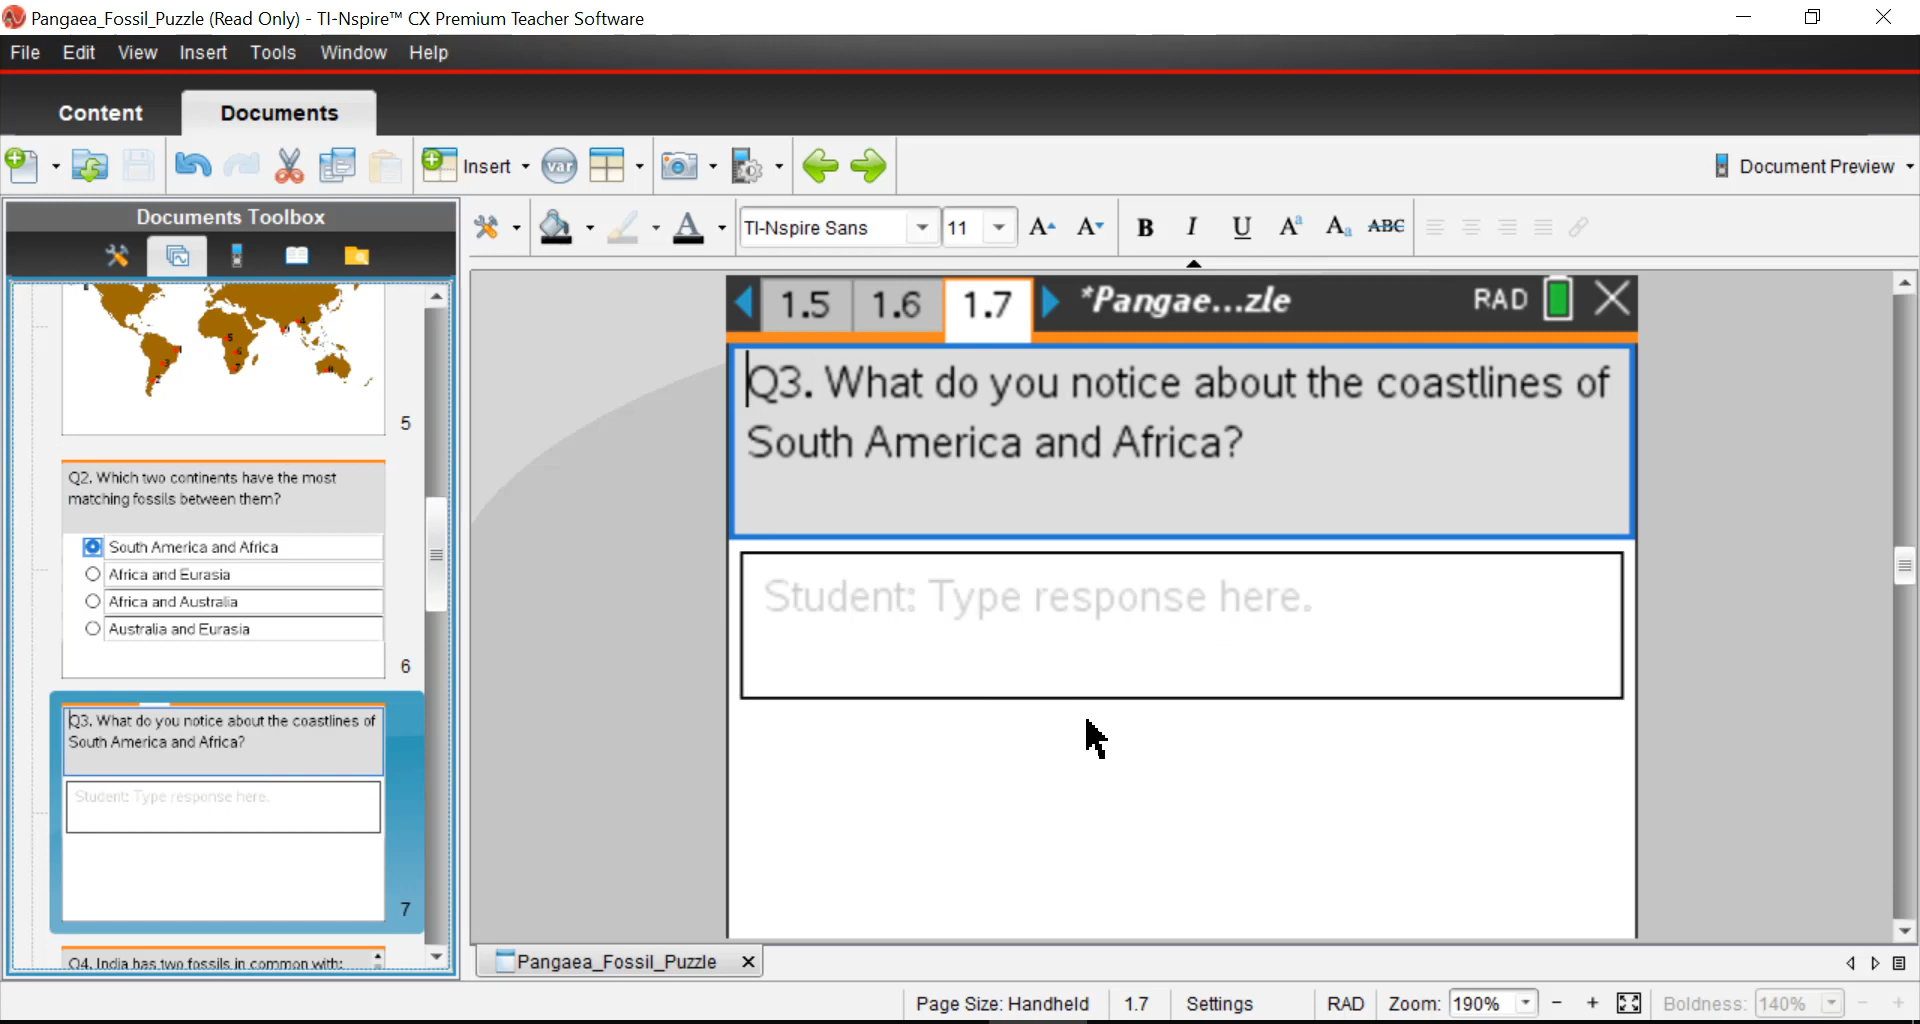 Pangaea_Fossil_Puzzle (Read Only) - TI-Nspire™ CX Premium Teacher Software
File Edit View Insert Tools Window Help
Content Documents
Insert var Document Preview
Documents Toolbox
TI-Nspire Sans 11 A A B I U Aa Aa ABC
5
Q2. Which two continents have the most
matching fossils between them?
South America and Africa
Africa and Eurasia
Africa and Australia
Australia and Eurasia
6
Q3. What do you notice about the coastlines of
South America and Africa?
Student: Type response here.
7
Q4. India has two fossils in common with:
1.5 1.6 1.7 *Pangae...zle RAD
Q3. What do you notice about the coastlines of
South America and Africa?
Student: Type response here.
Pangaea_Fossil_Puzzle
Page Size: Handheld 1.7 Settings RAD Zoom: 190% - + Boldness: 140% - +